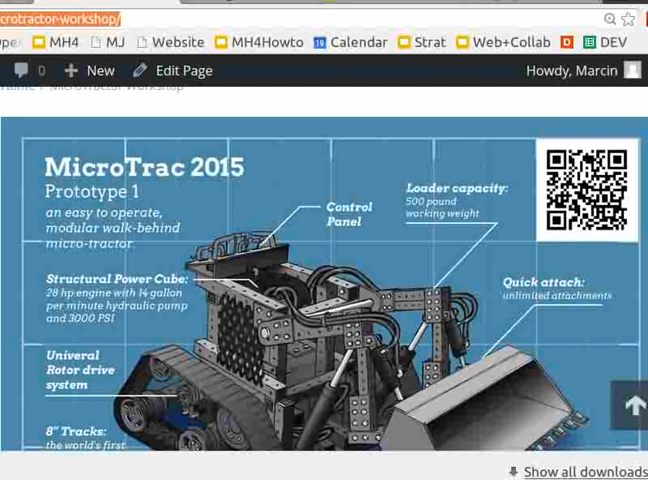 crotractor-workshop/
MH4 MJ Website MH4Howto 19 Calendar Strat Web+Collab D DEV
0 New Edit Page Howdy, Marcin
MicroTractor Workshop
MicroTrac 2015
Prototype 1
an easy to operate,
modular walk-behind
micro-tractor.
Control
Panel
Loader capacity:
500 pound
working weight
Structural Power Cube:
28 hp engine with 14 gallon
per minute hydraulic pump
and 3000 PSI
Quick attach:
unlimited attachments
Univeral
Rotor drive
system
8" Tracks:
the world's first
Show all downloads